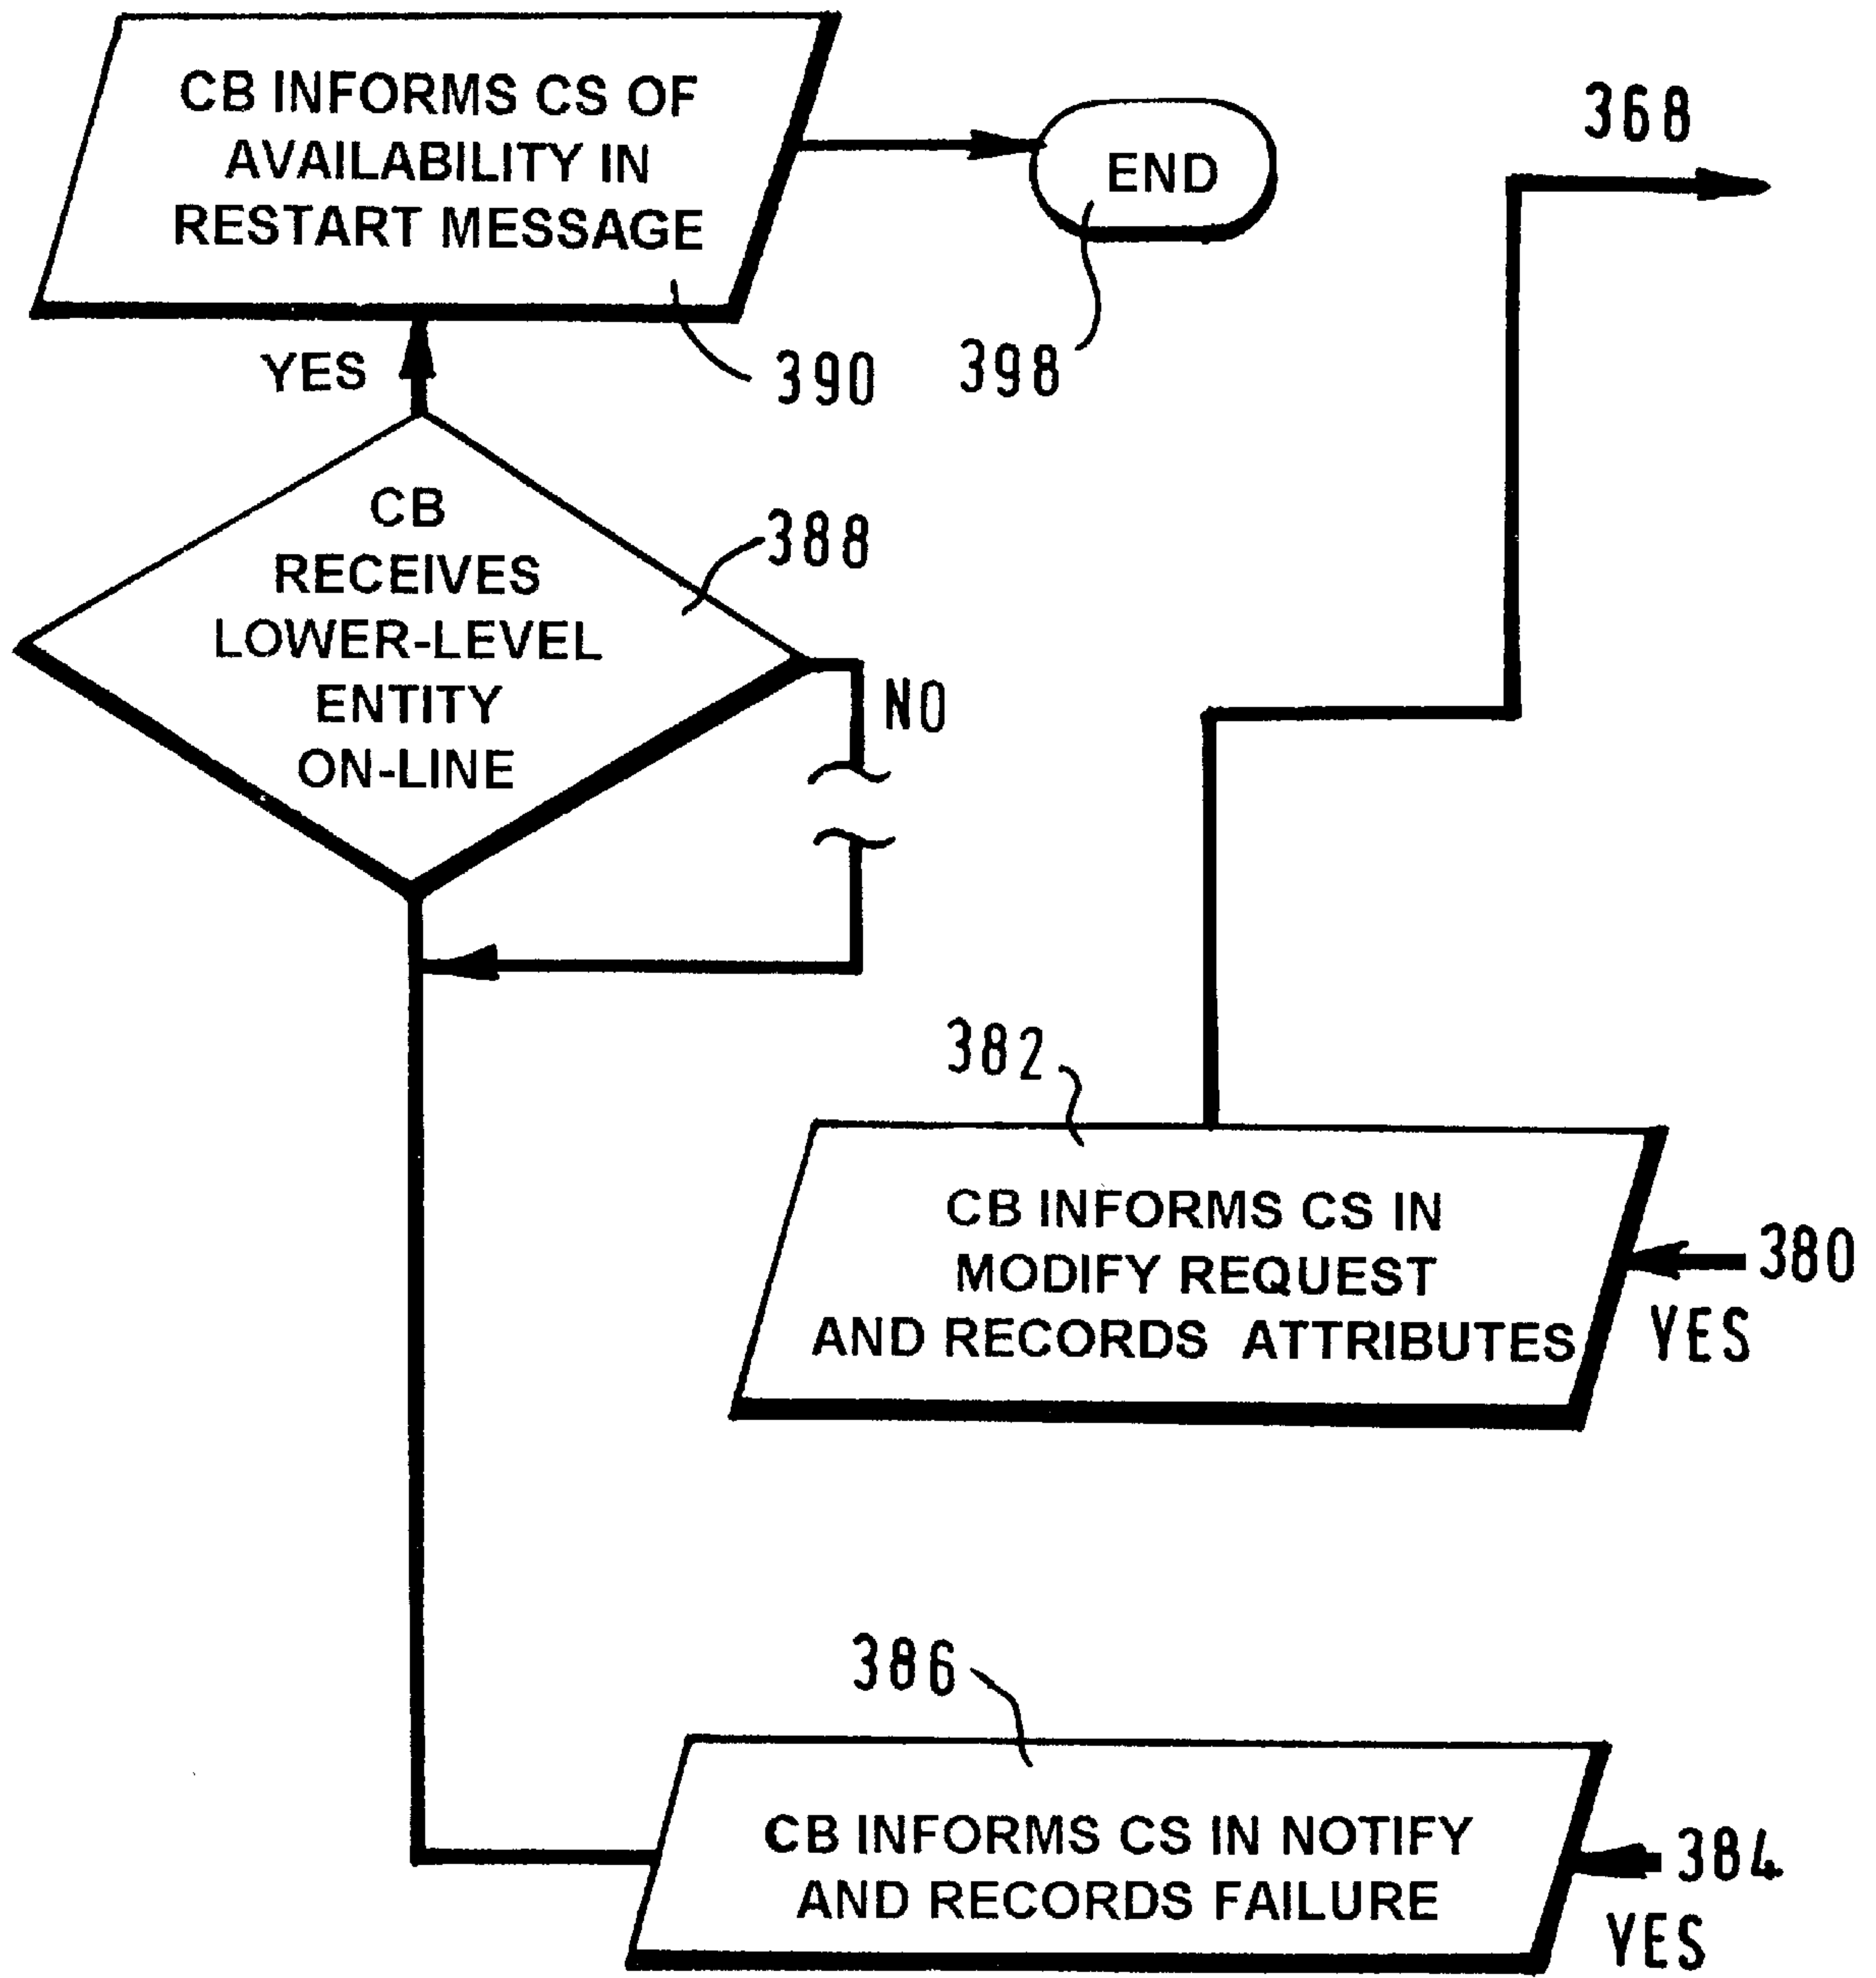 CB INFORMS CS OF
AVAILABILITY IN
RESTART MESSAGE
END
368
YES
390
398
CB
RECEIVES
LOWER-LEVEL
ENTITY
ON-LINE
388
NO
382
CB INFORMS CS IN
MODIFY REQUEST
AND RECORDS ATTRIBUTES
380
YES
386
CB INFORMS CS IN NOTIFY
AND RECORDS FAILURE
384
YES